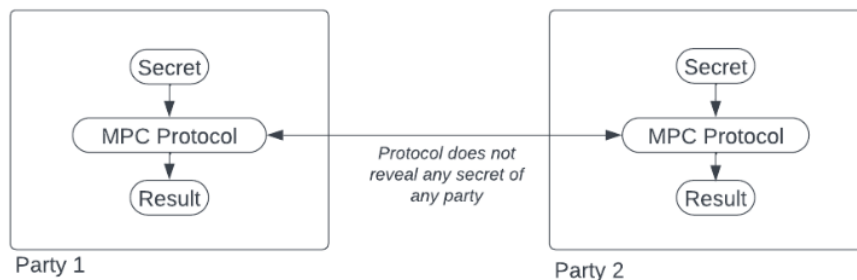 Secret
MPC Protocol
Result
Party 1
Protocol does not
reveal any secret of
any party
Secret
MPC Protocol
Result
Party 2